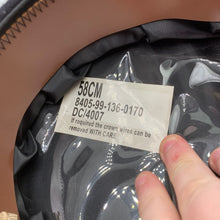 58CM
8405-99-136-0170
DC/4007
If required the crown wires can be
removed WITH CARE.